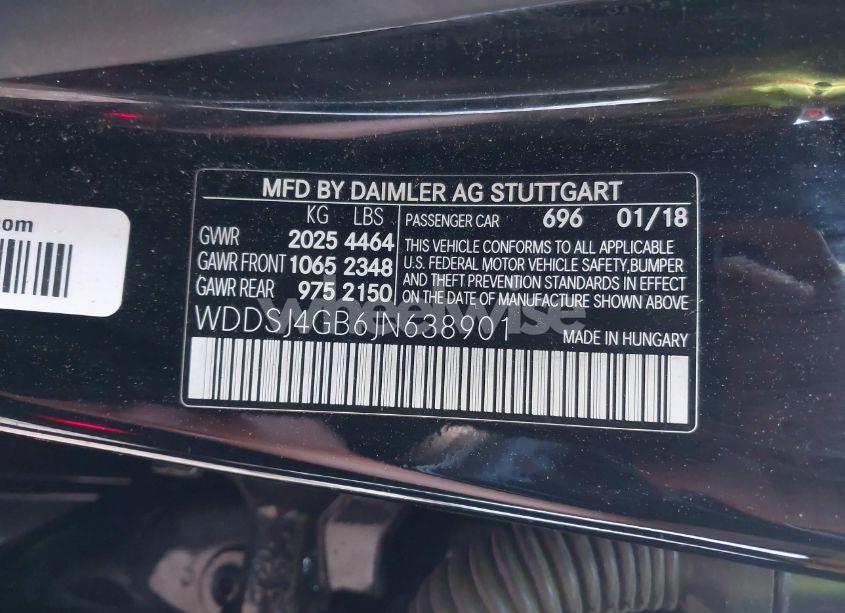 MFD BY DAIMLER AG STUTTGART
KG LBS
GVWR 2025 4464
GAWR FRONT 1065 2348
GAWR REAR 975 2150
PASSENGER CAR 696 01/18
THIS VEHICLE CONFORMS TO ALL APPLICABLE
U.S. FEDERAL MOTOR VEHICLE SAFETY,BUMPER
AND THEFT PREVENTION STANDARDS IN EFFECT
ON THE DATE OF MANUFACTURE SHOWN ABOVE
WDDSJ4GB6JN638901
MADE IN HUNGARY
wheelwise
com